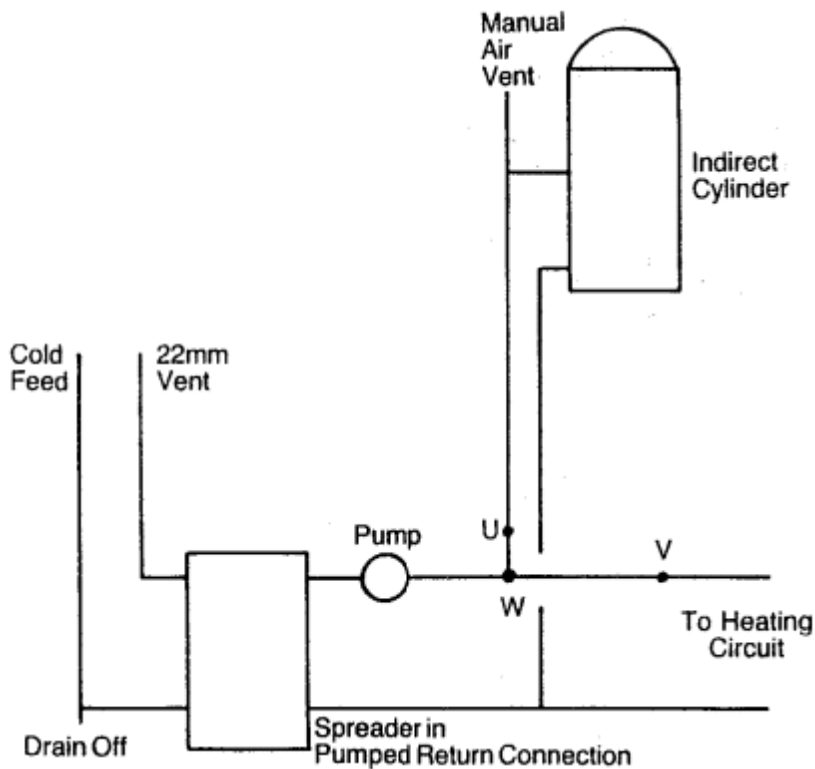 Manual
Air
Vent
Indirect
Cylinder
Cold
Feed
22mm
Vent
Pump
U
V
W
To Heating
Circuit
Drain Off
Spreader in
Pumped Return Connection